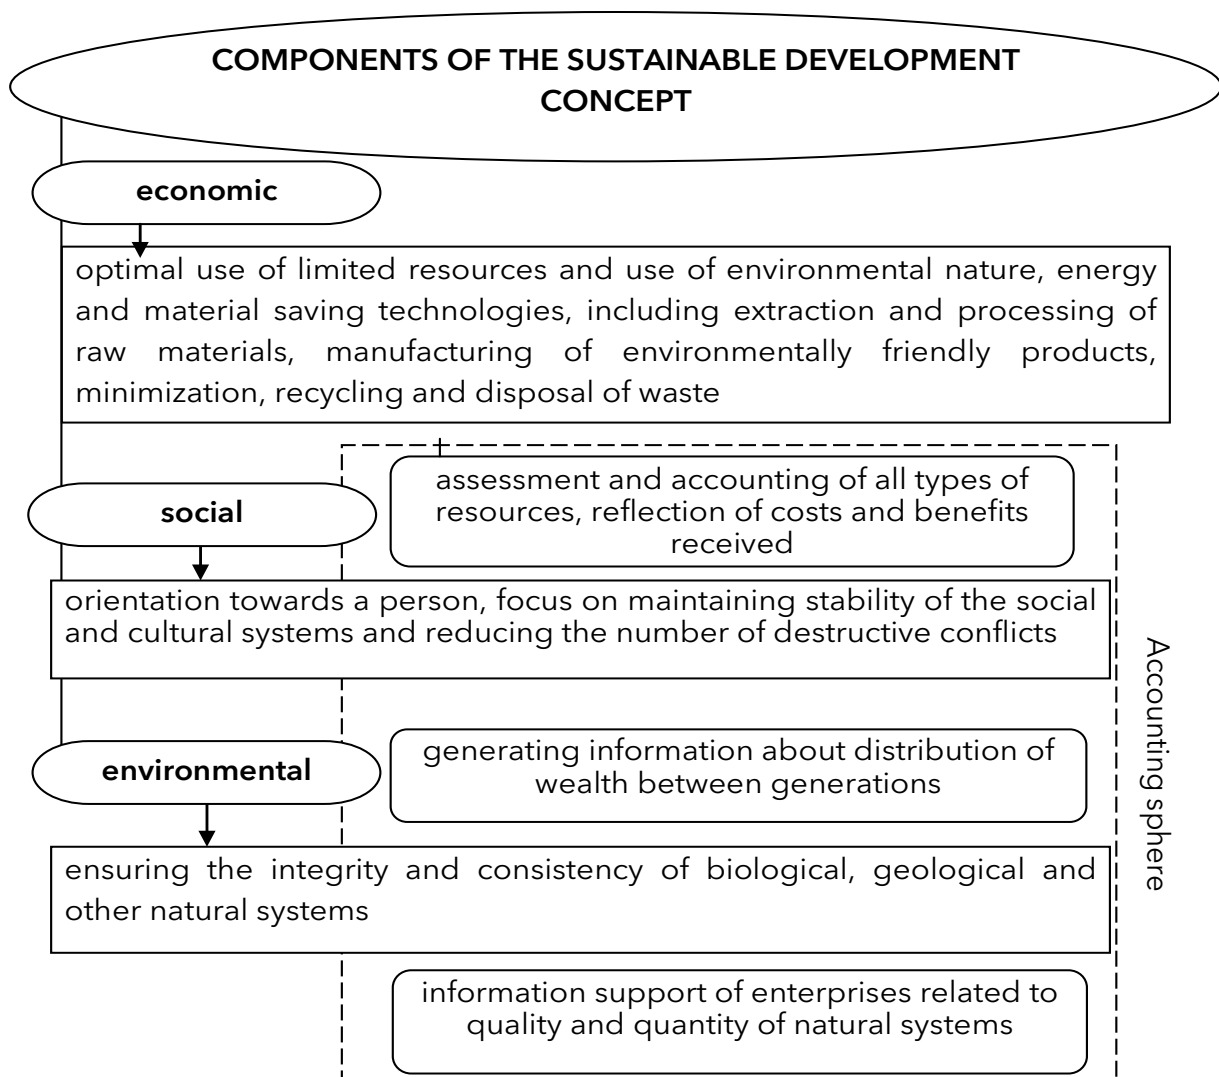 COMPONENTS OF THE SUSTAINABLE DEVELOPMENT
CONCEPT
economic
optimal use of limited resources and use of environmental nature, energy
and material saving technologies, including extraction and processing of
raw materials, manufacturing of environmentally friendly products,
minimization, recycling and disposal of waste
assessment and accounting of all types of
resources, reflection of costs and benefits
received
social
orientation towards a person, focus on maintaining stability of the social
and cultural systems and reducing the number of destructive conflicts
generating information about distribution of
wealth between generations
environmental
ensuring the integrity and consistency of biological, geological and
other natural systems
information support of enterprises related to
quality and quantity of natural systems
Accounting sphere